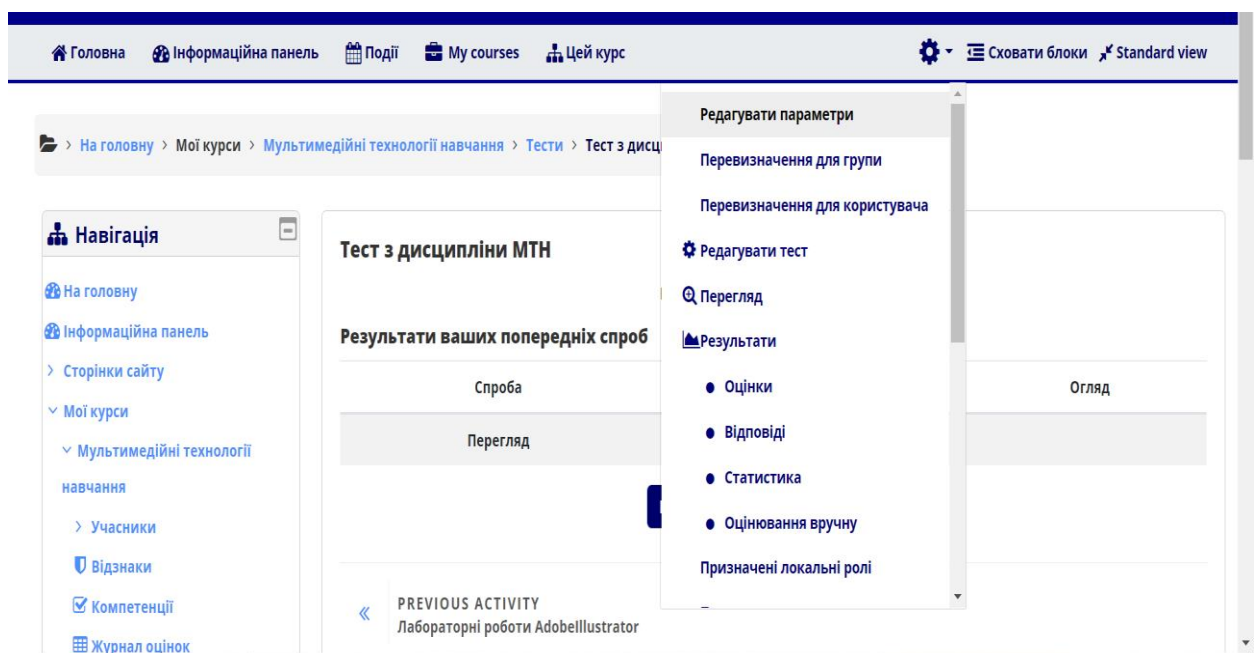 Головна Інформаційна панель Події My courses Цей курс Сховати блоки Standard view
На головну > Мої курси > Мультимедійні технології навчання > Тести > Тест з
Редагувати параметри
Перевизначення для групи
Перевизначення для користувача
Редагувати тест
Перегляд
Результати
Оцінки
Відповіді
Статистика
Оцінювання вручну
Призначені локальні ролі
Навігація
На головну
Інформаційна панель
Сторінки сайту
Мої курси
Мультимедійні технології
навчання
Учасники
Відзнаки
Компетенції
Журнал оцінок
Тест з дисципліни МТН
Результати ваших попередніх спроб
Спроба Огляд
Перегляд
PREVIOUS ACTIVITY
Лабораторні роботи AdobeIllustrator